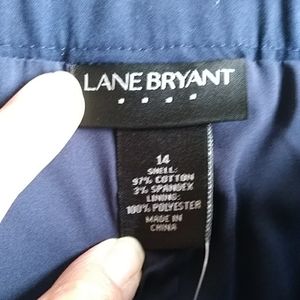 LANE BRYANT
14
SHELL:
97% COTTON
3% SPANDEX
LINING:
100% POLYESTER
MADE IN
CHINA